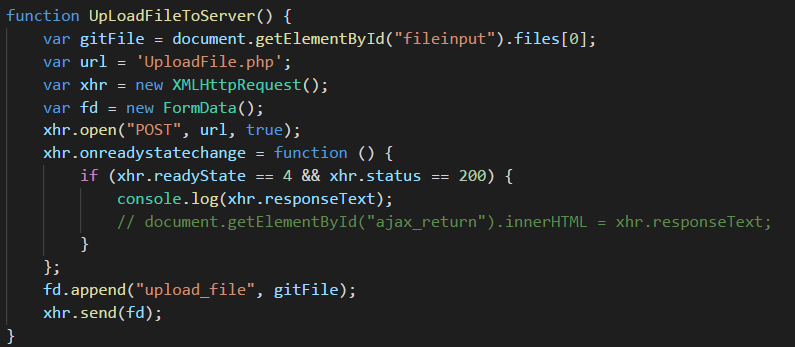 function UpLoadFileToServer() {
    var gitFile = document.getElementById("fileinput").files[0];
    var url = 'UploadFile.php';
    var xhr = new XMLHttpRequest();
    var fd = new FormData();
    xhr.open("POST", url, true);
    xhr.onreadystatechange = function () {
        if (xhr.readyState == 4 && xhr.status == 200) {
            console.log(xhr.responseText);
            // document.getElementById("ajax_return").innerHTML = xhr.responseText;
        }
    };
    fd.append("upload_file", gitFile);
    xhr.send(fd);
}